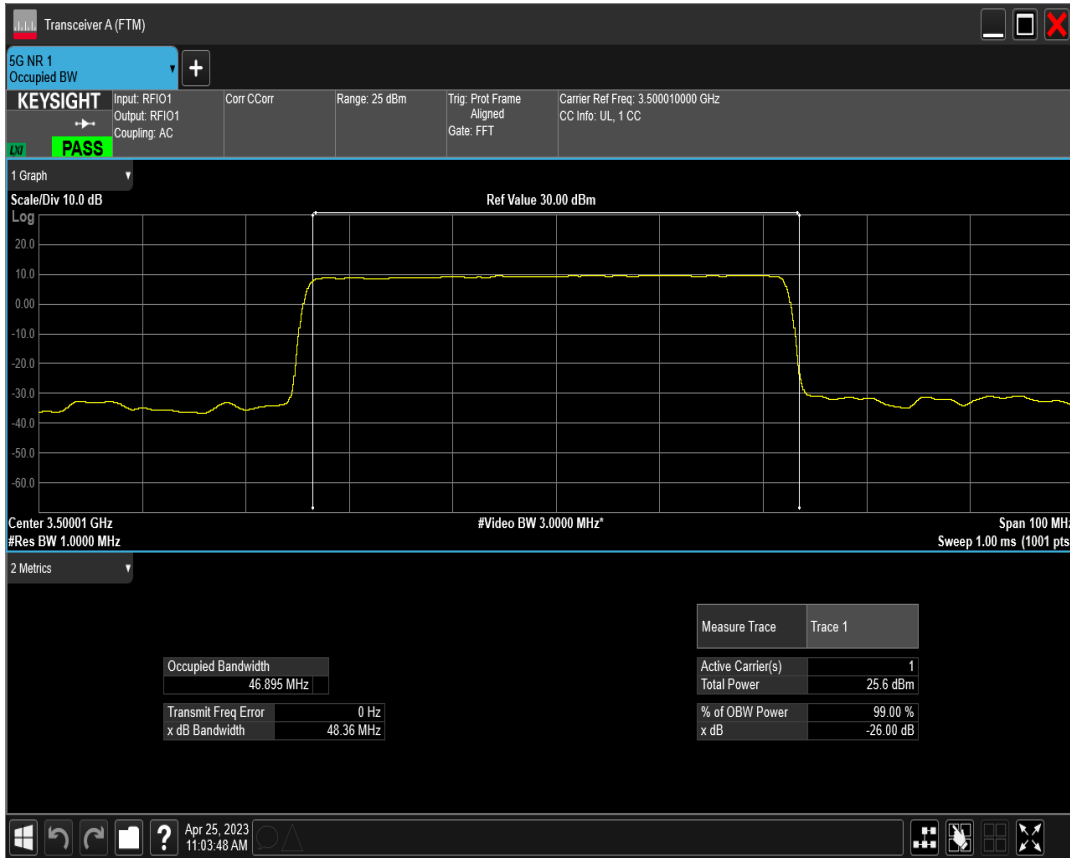 Transceiver A (FTM)
5G NR 1
Occupied BW
+
KEYSIGHT
LXI
PASS
Input: RFIO1
Output: RFIO1
Coupling: AC
Corr CCorr
Range: 25 dBm
Trig: Prot Frame
Aligned
Gate: FFT
Carrier Ref Freq: 3.500010000 GHz
CC Info: UL, 1 CC
1 Graph
Scale/Div 10.0 dB
Ref Value 30.00 dBm
Log
20.0
10.0
0.00
-10.0
-20.0
-30.0
-40.0
-50.0
-60.0
Center 3.50001 GHz
#Video BW 3.0000 MHz*
Span 100 MHz
#Res BW 1.0000 MHz
Sweep 1.00 ms (1001 pts
2 Metrics
Measure Trace Trace 1
Occupied Bandwidth
46.895 MHz
Active Carrier(s) 1
Total Power 25.6 dBm
Transmit Freq Error 0 Hz
x dB Bandwidth 48.36 MHz
% of OBW Power 99.00 %
x dB -26.00 dB
?
Apr 25, 2023
11:03:48 AM